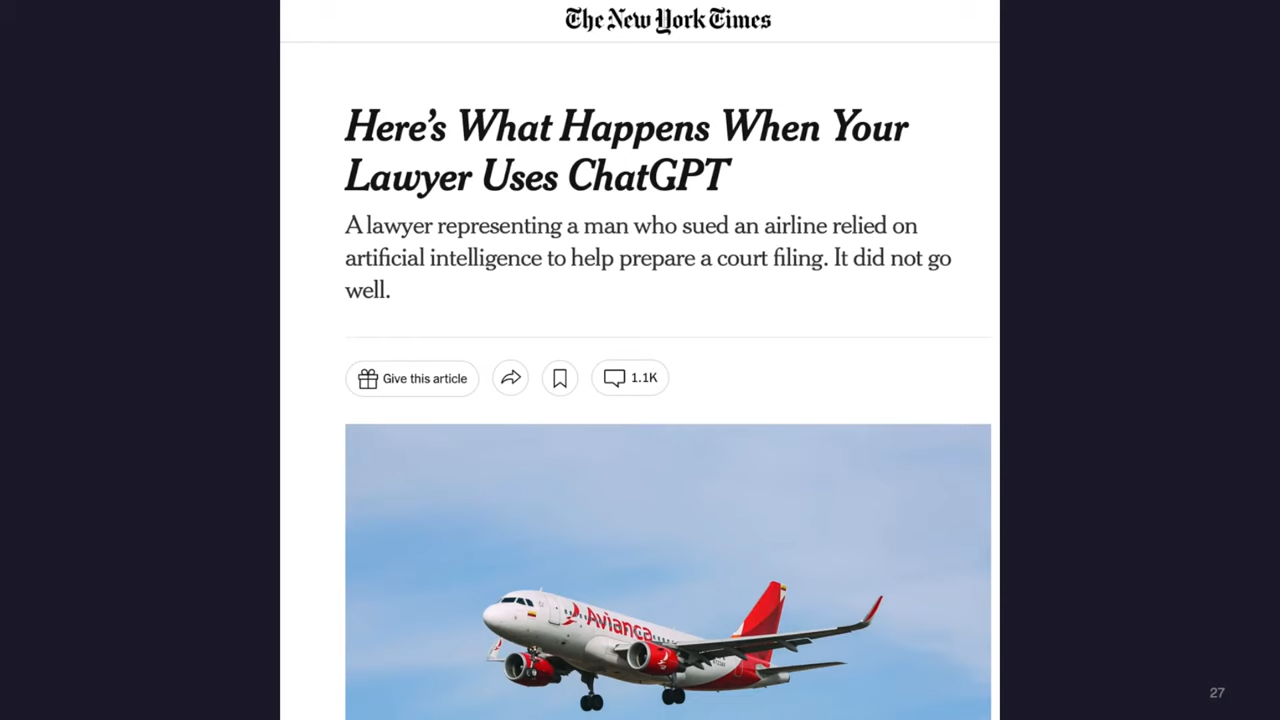 The New York Times
Here’s What Happens When Your
Lawyer Uses ChatGPT
A lawyer representing a man who sued an airline relied on
artificial intelligence to help prepare a court filing. It did not go
well.
Give this article
1.1K
Avianca
27